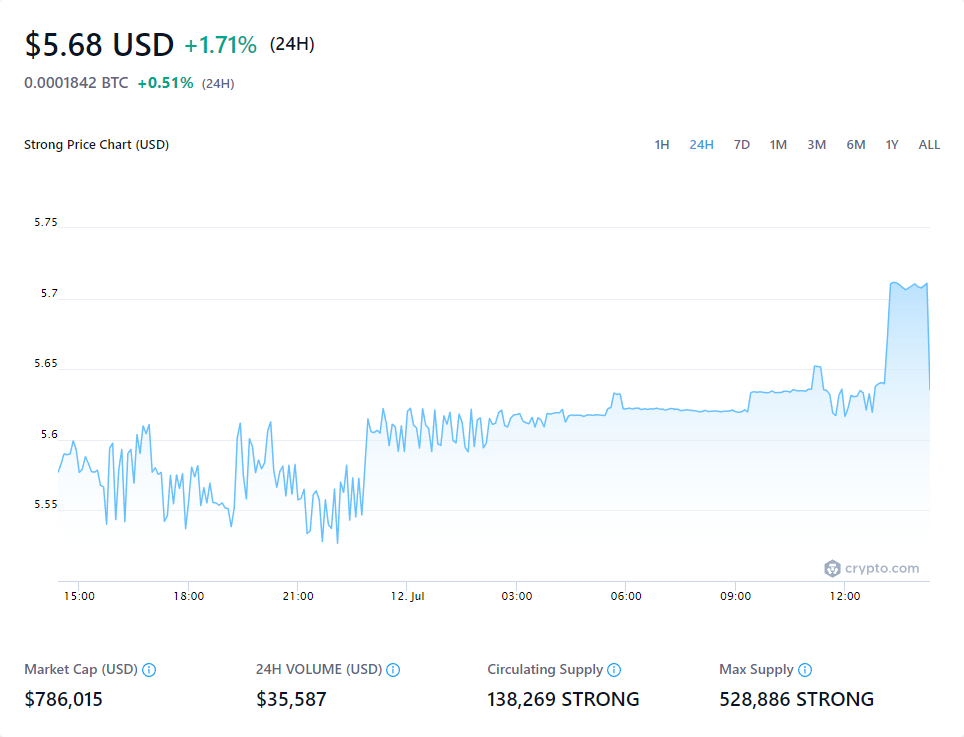 $5.68 USD +1.71% (24H)
0.0001842 BTC +0.51% (24H)
Strong Price Chart (USD) 1H 24H 7D 1M 3M 6M 1Y ALL
5.75
5.7
5.65
5.6
5.55
crypto.com
15:00 18:00 21:00 12. Jul 03:00 06:00 09:00 12:00
Market Cap (USD) 24H VOLUME (USD) Circulating Supply Max Supply
$786,015 $35,587 138,269 STRONG 528,886 STRONG